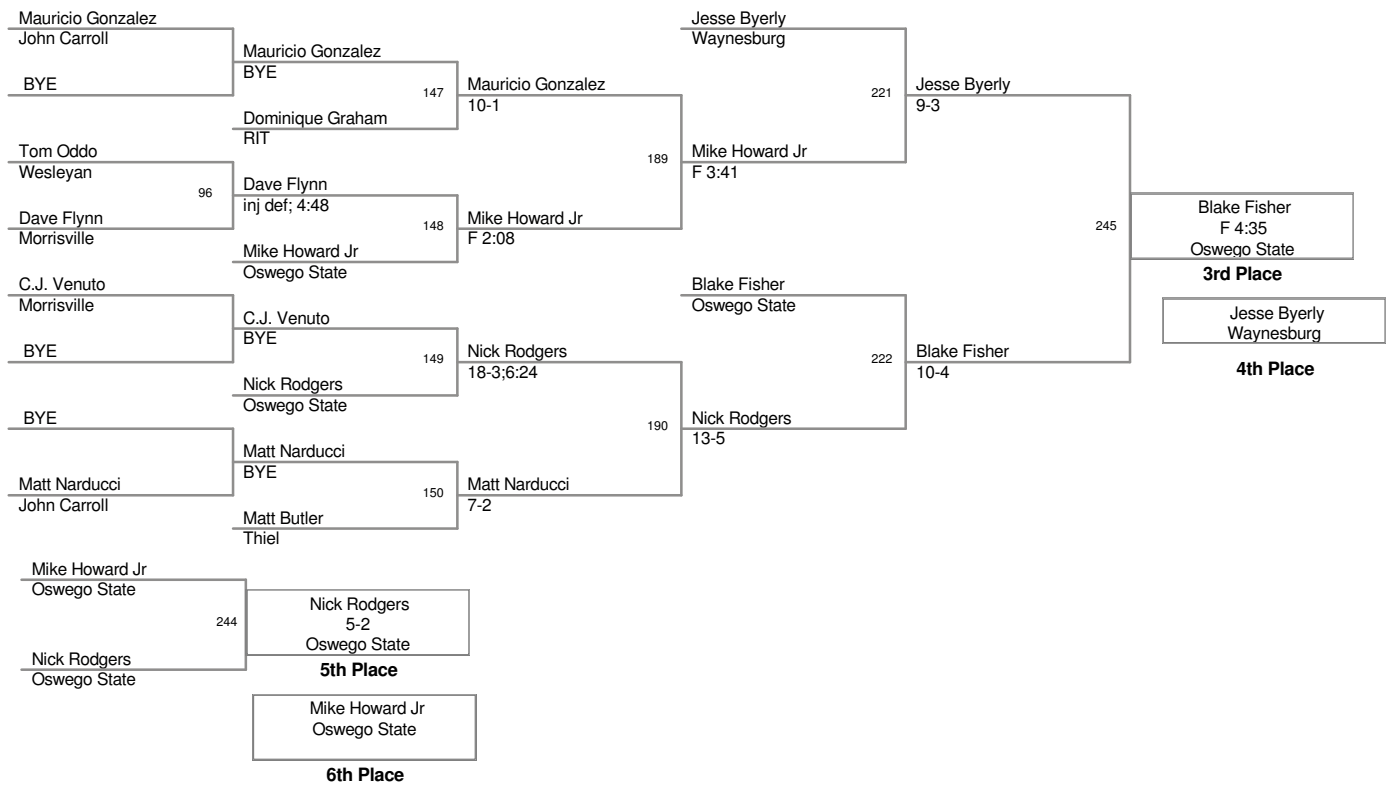 Mauricio Gonzalez
John Carroll
BYE
Tom Oddo
Wesleyan
96
Dave Flynn
Morrisville
C.J. Venuto
Morrisville
BYE
BYE
Matt Narducci
John Carroll
Mauricio Gonzalez
BYE
147
Dominique Graham
RIT
Dave Flynn
inj def; 4:48
148
Mike Howard Jr
Oswego State
C.J. Venuto
BYE
149
Nick Rodgers
Oswego State
Matt Narducci
BYE
150
Matt Butler
Thiel
Mauricio Gonzalez
10-1
189
Mike Howard Jr
F 2:08
Nick Rodgers
18-3;6:24
190
Matt Narducci
7-2
Jesse Byerly
Waynesburg
221
Mike Howard Jr
F 3:41
Blake Fisher
Oswego State
222
Nick Rodgers
13-5
Jesse Byerly
9-3
245
Blake Fisher
10-4
Blake Fisher
F 4:35
Oswego State
3rd Place
Jesse Byerly
Waynesburg
4th Place
Mike Howard Jr
Oswego State
244
Nick Rodgers
Oswego State
Nick Rodgers
5-2
Oswego State
5th Place
Mike Howard Jr
Oswego State
6th Place